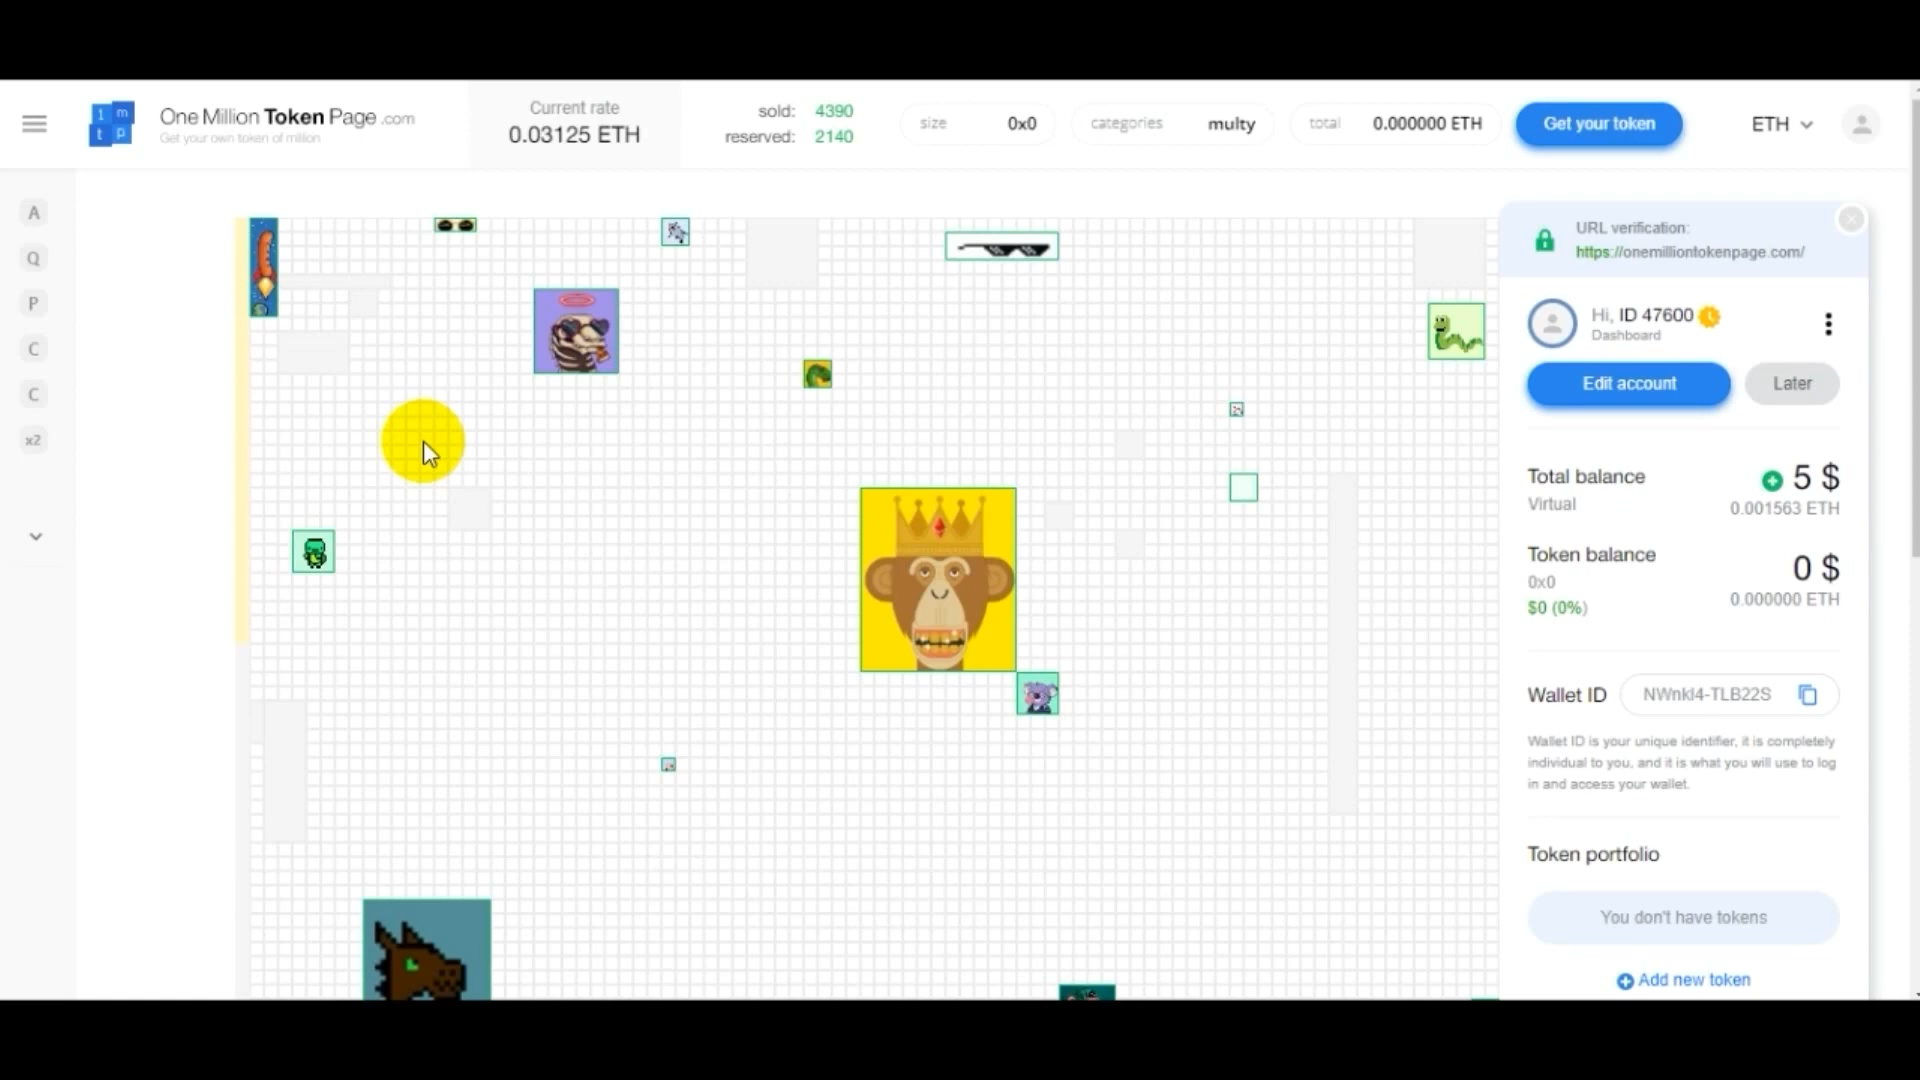 1 m
t p
One Million Token Page .com
Get your own token of million
Current rate
0.03125 ETH
sold: 4390
reserved: 2140
size 0x0
categories multy
total 0.000000 ETH
Get your token
ETH
A
Q
P
C
C
x2
URL verification:
https://onemilliontokenpage.com/
Hi, ID 47600
Dashboard
Edit account
Later
Total balance
5 $
Virtual
0.001563 ETH
Token balance
0 $
0x0
0.000000 ETH
$0 (0%)
Wallet ID
NWnkl4-TLB22S
Wallet ID is your unique identifier, it is completely
individual to you, and it is what you will use to log
in and access your wallet.
Token portfolio
You don't have tokens
Add new token